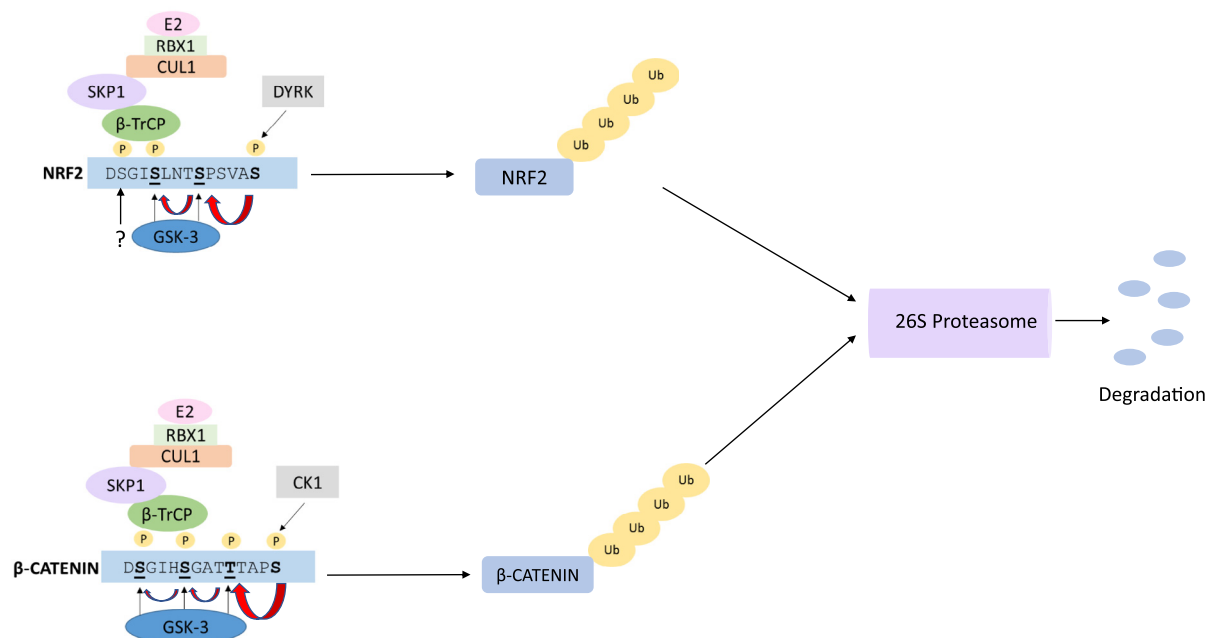 E2
RBX1
CUL1
SKP1
DYRK
β-TrCP
P P P
NRF2 DSGISLNTSPSVAS
GSK-3
?
Ub
Ub
Ub
Ub
NRF2
26S Proteasome
Degradation
E2
RBX1
CUL1
SKP1
CK1
β-TrCP
P P P P
β-CATENIN DSGIHSGATTTAPS
GSK-3
Ub
Ub
Ub
Ub
β-CATENIN